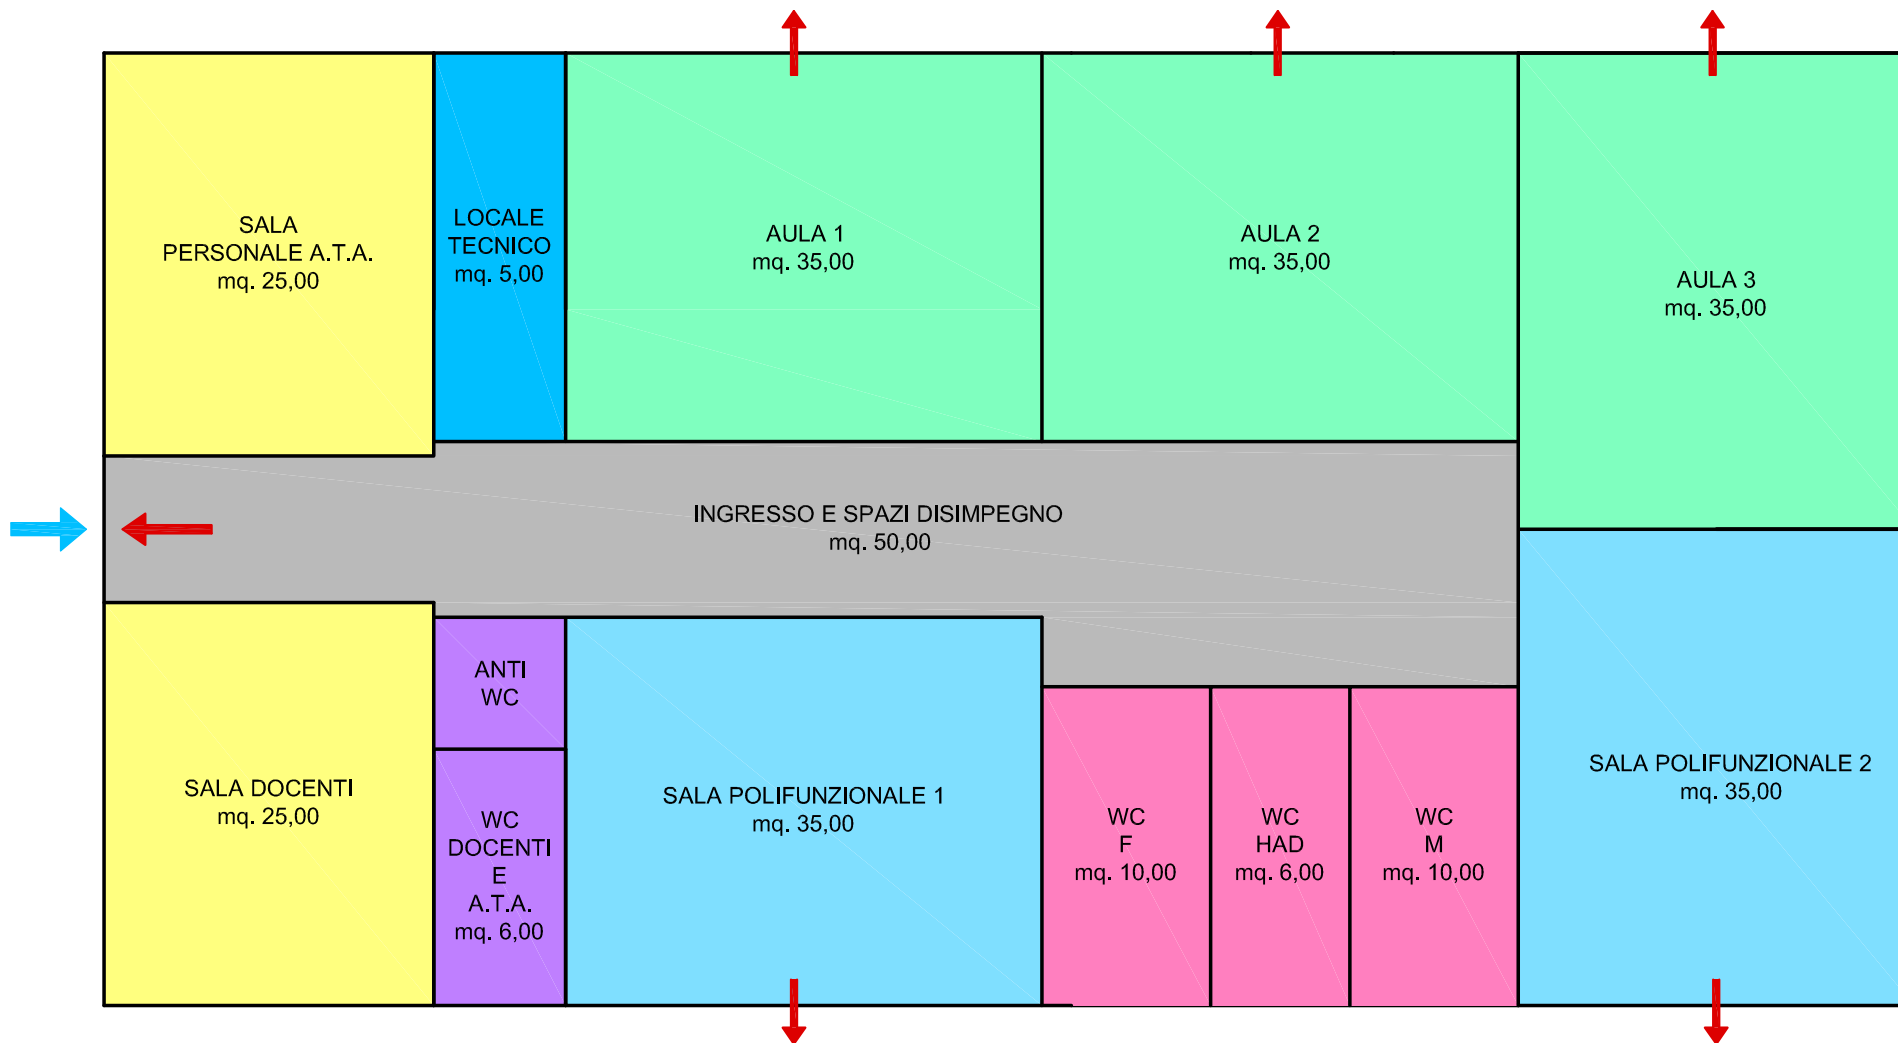 SALA
PERSONALE A.T.A.
mq. 25,00
LOCALE
TECNICO
mq. 5,00
AULA 1
mq. 35,00
AULA 2
mq. 35,00
AULA 3
mq. 35,00
INGRESSO E SPAZI DISIMPEGNO
mq. 50,00
SALA DOCENTI
mq. 25,00
ANTI
WC
WC
DOCENTI
E
A.T.A.
mq. 6,00
SALA POLIFUNZIONALE 1
mq. 35,00
WC
F
mq. 10,00
WC
HAD
mq. 6,00
WC
M
mq. 10,00
SALA POLIFUNZIONALE 2
mq. 35,00